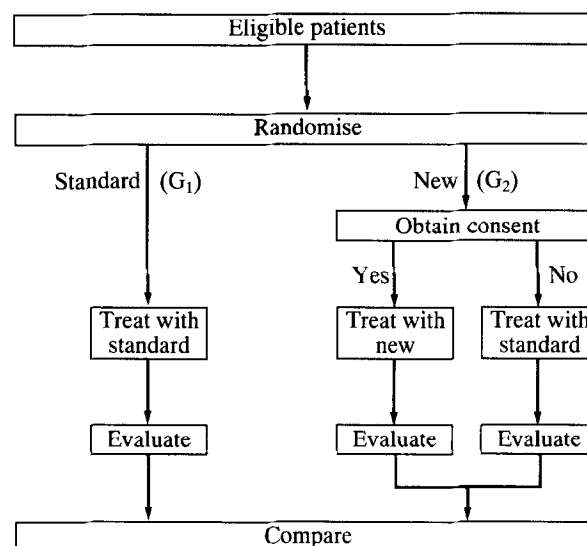 Eligible patients
Randomise
Standard (G₁)
New (G₂)
Obtain consent
Yes
No
Treat with
standard
Treat with
new
Treat with
standard
Evaluate
Evaluate
Evaluate
Compare